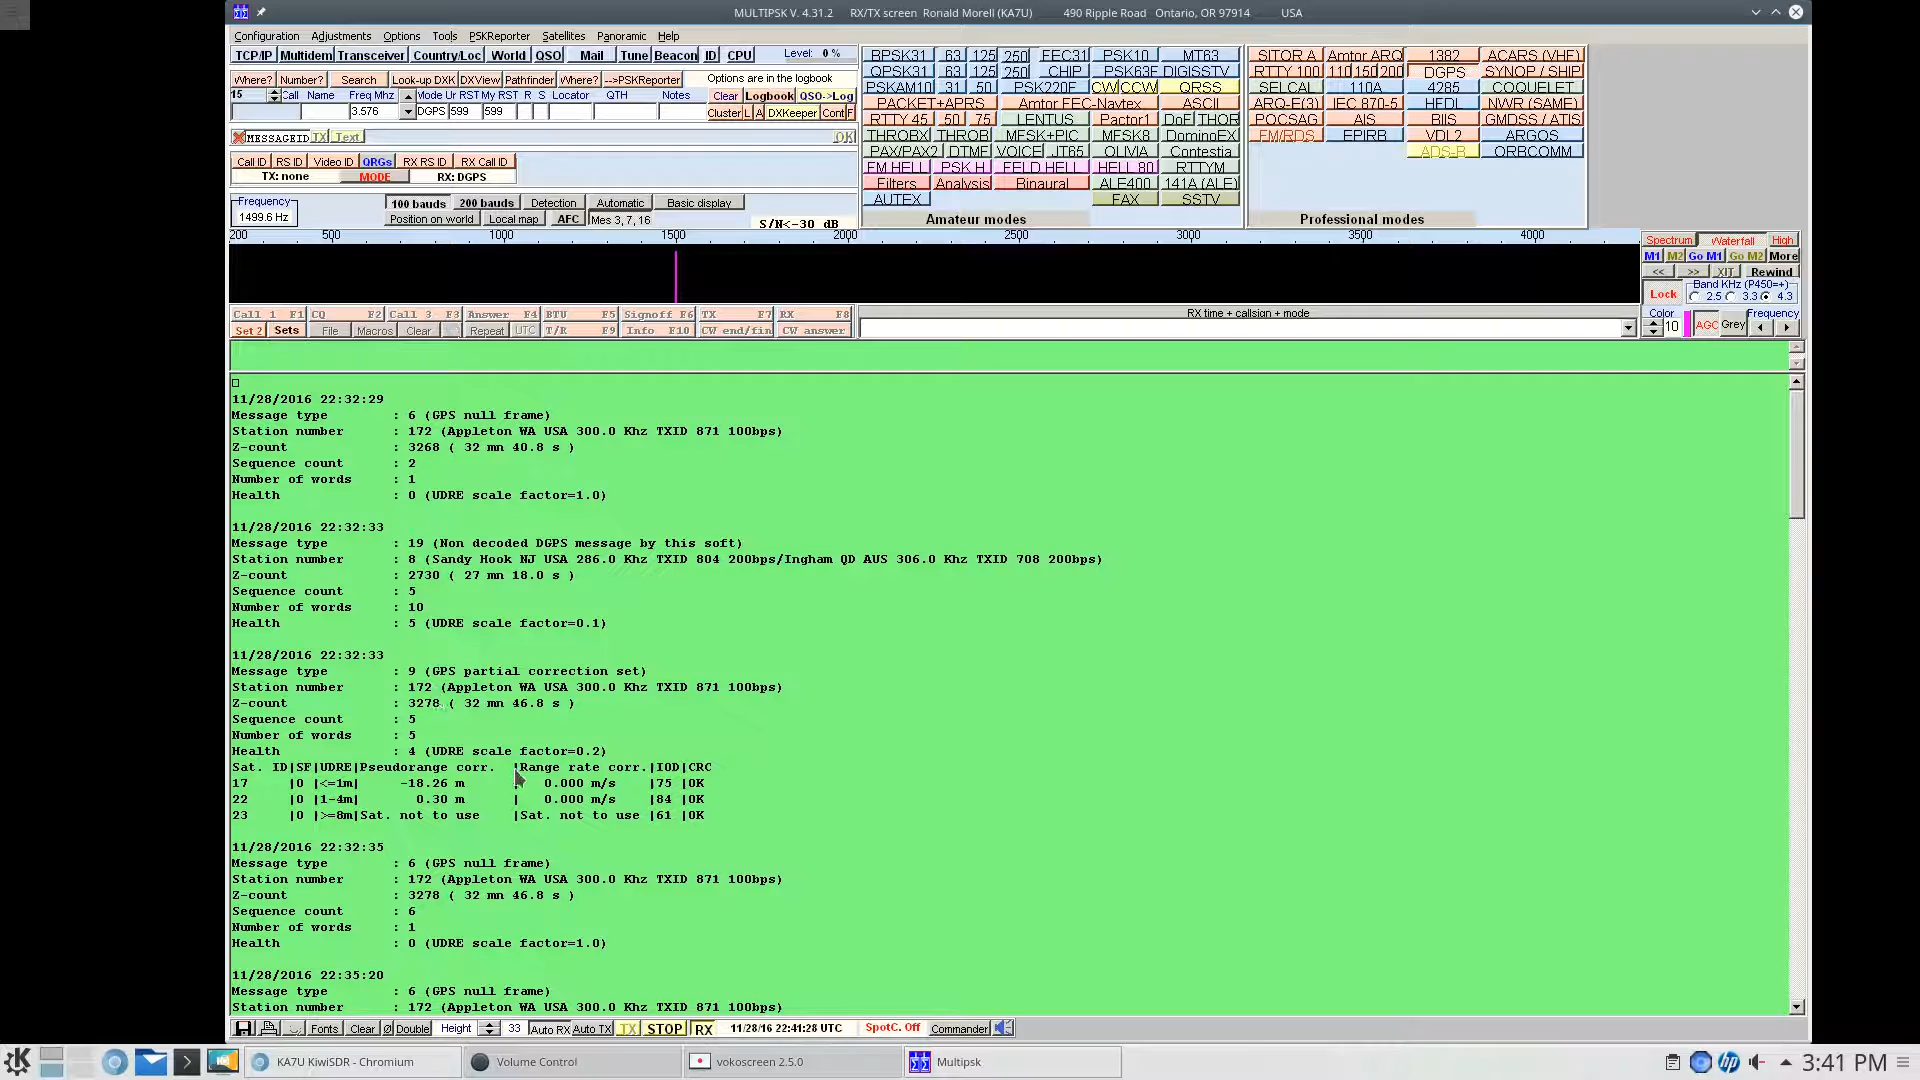 MULTIPSK V. 4.31.2 RX/TX screen Ronald Morell (KA7U) 490 Ripple Road Ontario, OR 97914 USA
Configuration Adjustments Options Tools PSKReporter Satellites Panoramic Help
TCP/IP Multidem Transceiver Country/Loc World QSO Mail Tune Beacon ID CPU Level: 0 %
Where? Number? Search Look-up DXK DXView Pathfinder Where? -->PSKReporter Options are in the logbook
15 Call Name Freq Mhz Mode Ur RST My RST R S Locator QTH Notes Clear Logbook QSO->Log
3.576 DGPS 599 599 Cluster L A DXKeeper Cont F
MESSAGEID TX Text OK
Call ID RS ID Video ID QRGs RX RS ID RX Call ID
TX: none MODE RX: DGPS
Frequency 100 bauds 200 bauds Detection Automatic Basic display
1499.6 Hz Position on world Local map AFC Mes 3, 7, 16 S/N<-30 dB
BPSK31 63 125 250 FEC31 PSK10 MT63
QPSK31 63 125 250 CHIP PSK63F DIGISSTV
PSKAM10 31 50 PSK220F CW CCW QRSS
PACKET+APRS Amtor FEC-Navtex ASCII
RTTY 45 50 75 LENTUS Pactor1 DoF THOR
THROBX THROB MFSK+PIC MFSK8 DominoEX
PAX/PAX2 DTMF VOICE JT65 OLIVIA Contestia
FM HELL PSK H FELD HELL HELL 80 RTTYM
Filters Analysis Binaural ALE400 141A (ALE)
AUTEX FAX SSTV
Amateur modes
SITOR A Amtor ARQ 1382 ACARS (VHF)
RTTY 100 110 150 200 DGPS SYNOP / SHIP
SELCAL 110A 4285 COQUELET
ARQ-E(3) IEC 870-5 HFDL NWR (SAME)
POCSAG AIS BIIS GMDSS / ATIS
FM/RDS EPIRB VDL2 ARGOS
ADS-B ORBCOMM
Professional modes
200 500 1000 1500 2000 2500 3000 3500 4000
Spectrum Waterfall High
M1 M2 Go M1 Go M2 More
<< >> XIT Rewind
Lock Band KHz (P450=+)
2.5 3.3 4.3
Color Frequency
10 AGC Grey
Call 1 F1 CQ F2 Call 3 F3 Answer F4 BTU F5 Signoff F6 TX F7 RX F8 RX time + callsign + mode
Set 2 Sets File Macros Clear Repeat UTC T/R F9 Info F10 CW end/fin CW answer
11/28/2016 22:32:29
Message type : 6 (GPS null frame)
Station number : 172 (Appleton WA USA 300.0 Khz TXID 871 100bps)
Z-count : 3268 ( 32 mn 40.8 s )
Sequence count : 2
Number of words : 1
Health : 0 (UDRE scale factor=1.0)
11/28/2016 22:32:33
Message type : 19 (Non decoded DGPS message by this soft)
Station number : 8 (Sandy Hook NJ USA 286.0 Khz TXID 804 200bps/Ingham QD AUS 306.0 Khz TXID 708 200bps)
Z-count : 2730 ( 27 mn 18.0 s )
Sequence count : 5
Number of words : 10
Health : 5 (UDRE scale factor=0.1)
11/28/2016 22:32:33
Message type : 9 (GPS partial correction set)
Station number : 172 (Appleton WA USA 300.0 Khz TXID 871 100bps)
Z-count : 3278 ( 32 mn 46.8 s )
Sequence count : 5
Number of words : 5
Health : 4 (UDRE scale factor=0.2)
Sat. ID|SF|UDRE|Pseudorange corr. |Range rate corr.|IOD|CRC
17 |0 |<=1m| -18.26 m | 0.000 m/s |75 |OK
22 |0 |1-4m| 0.30 m | 0.000 m/s |84 |OK
23 |0 |>=8m|Sat. not to use |Sat. not to use |61 |OK
11/28/2016 22:32:35
Message type : 6 (GPS null frame)
Station number : 172 (Appleton WA USA 300.0 Khz TXID 871 100bps)
Z-count : 3278 ( 32 mn 46.8 s )
Sequence count : 6
Number of words : 1
Health : 0 (UDRE scale factor=1.0)
11/28/2016 22:35:20
Message type : 6 (GPS null frame)
Station number : 172 (Appleton WA USA 300.0 Khz TXID 871 100bps)
Fonts Clear Ø Double Height 33 Auto RX Auto TX TX STOP RX 11/28/16 22:41:28 UTC SpotC. Off Commander
KA7U KiwiSDR - Chromium Volume Control vokoscreen 2.5.0 Multipsk 3:41 PM